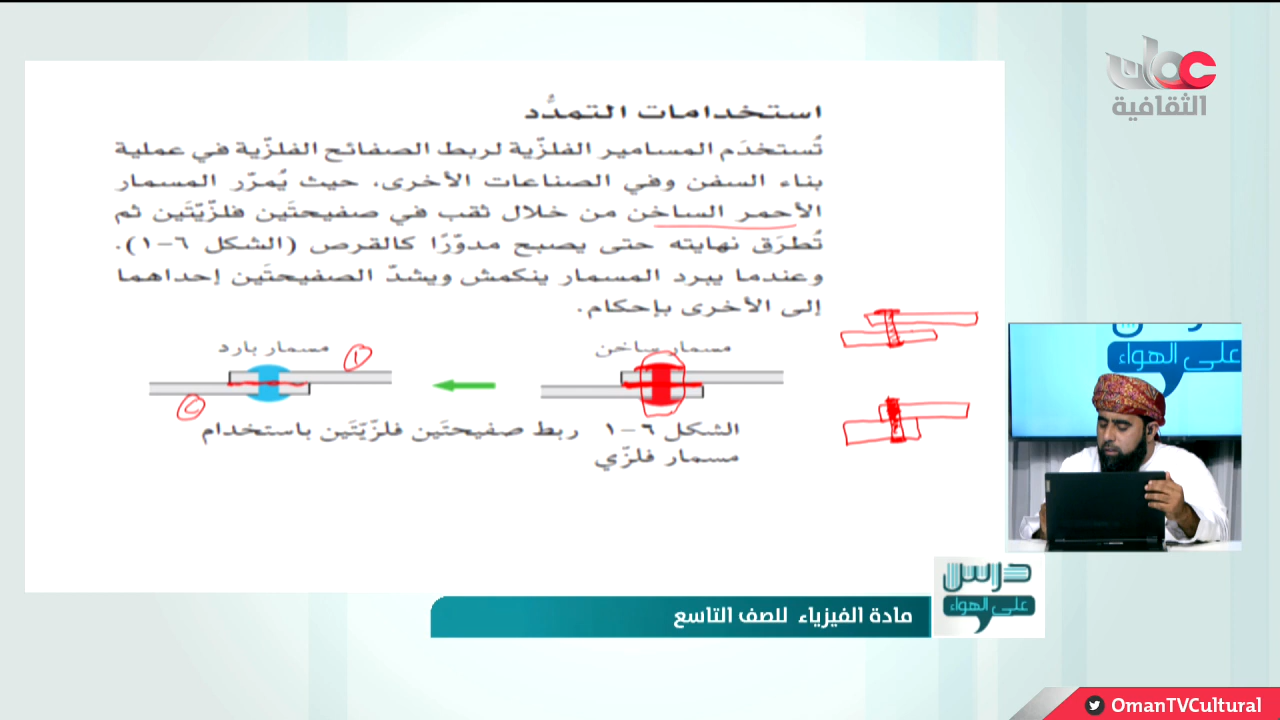 عمان
الثقافية
استخدامات التمدُّد
تُستخدَم المسامير الفلزّية لربط الصفائح الفلزّية في عملية
بناء السفن وفي الصناعات الأخرى، حيث يُمرّر المسمار
الأحمر الساخن من خلال ثقب في صفيحتَين فلزّيّتَين ثم
تُطرَق نهايته حتى يصبح مدوّرًا كالقرص (الشكل ٦-١).
وعندما يبرد المسمار ينكمش ويشدّ الصفيحتَين إحداهما
إلى الأخرى بإحكام.
مسمار ساخن
مسمار بارد
الشكل ٦-١ ربط صفيحتَين فلزّيّتَين باستخدام
مسمار فلزّي
على الهواء
درس
على الهواء
مادة الفيزياء للصف التاسع
OmanTVCultural